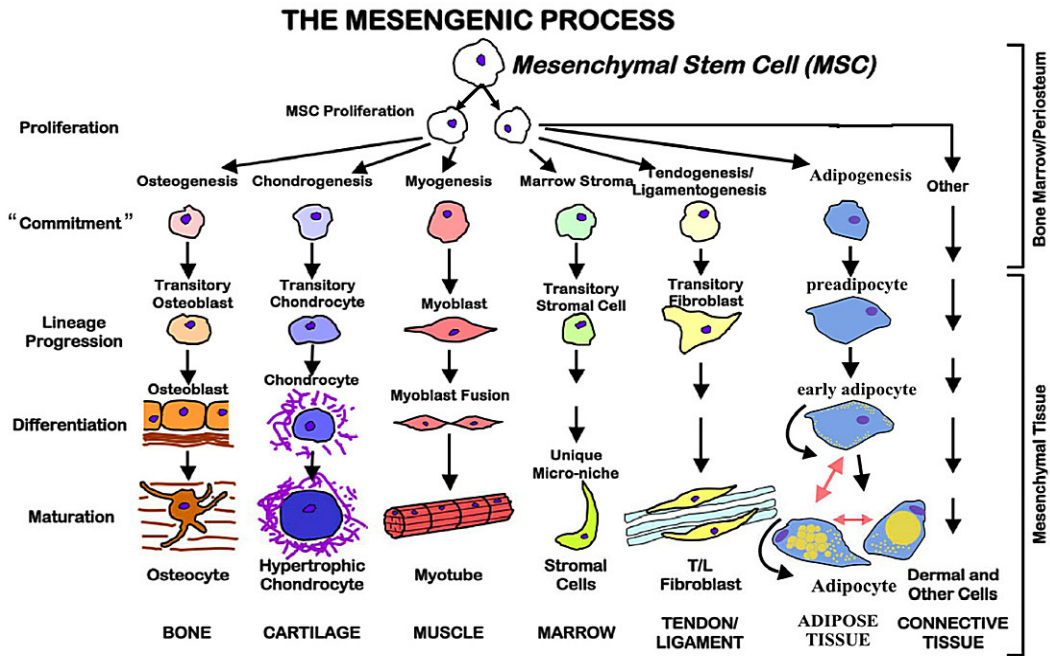 THE MESENGENIC PROCESS
Mesenchymal Stem Cell (MSC)
MSC Proliferation
Proliferation
Osteogenesis
Chondrogenesis
Myogenesis
Marrow Stroma
Tendogenesis/
Ligamentogenesis
Adipogenesis
Other
“Commitment”
Transitory
Osteoblast
Transitory
Chondrocyte
Myoblast
Transitory
Stromal Cell
Transitory
Fibroblast
preadipocyte
Lineage
Progression
Osteoblast
Chondrocyte
Myoblast Fusion
early adipocyte
Differentiation
Unique
Micro-niche
Maturation
Osteocyte
Hypertrophic
Chondrocyte
Myotube
Stromal
Cells
T/L
Fibroblast
Adipocyte
Dermal and
Other Cells
BONE
CARTILAGE
MUSCLE
MARROW
TENDON/
LIGAMENT
ADIPOSE
TISSUE
CONNECTIVE
TISSUE
Bone Marrow/Periosteum
Mesenchymal Tissue